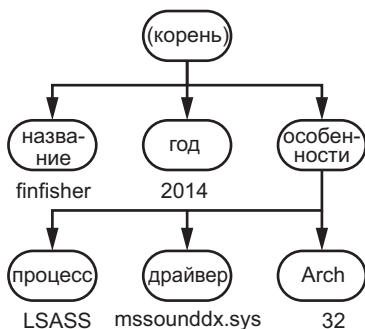 (корень)
назва-
ние
год
особен-
ности
finfisher
2014
процесс
драйвер
Arch
LSASS
mssounddx.sys
32